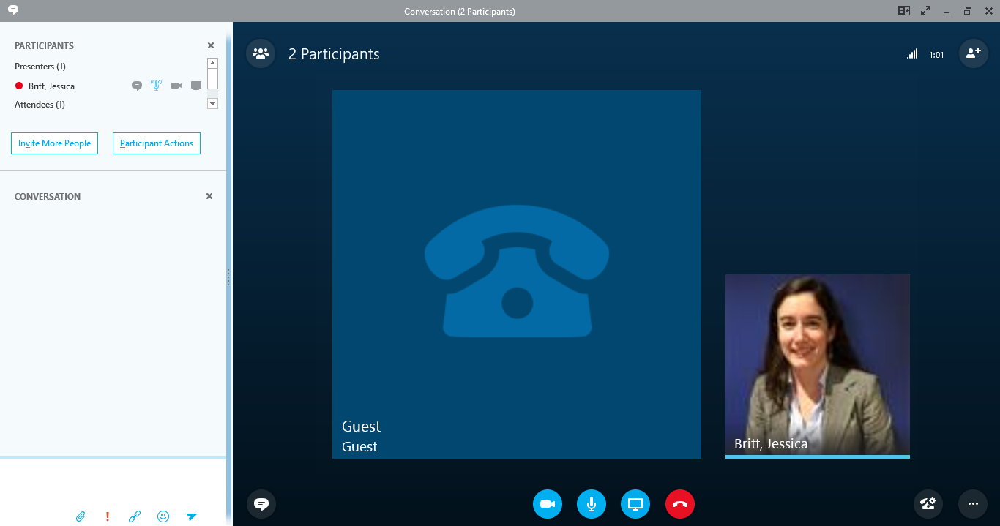 Conversation (2 Participants)
PARTICIPANTS
Presenters (1)
Britt, Jessica
Attendees (1)
Invite More People
Participant Actions
CONVERSATION
2 Participants
1:01
Guest
Guest
Britt, Jessica